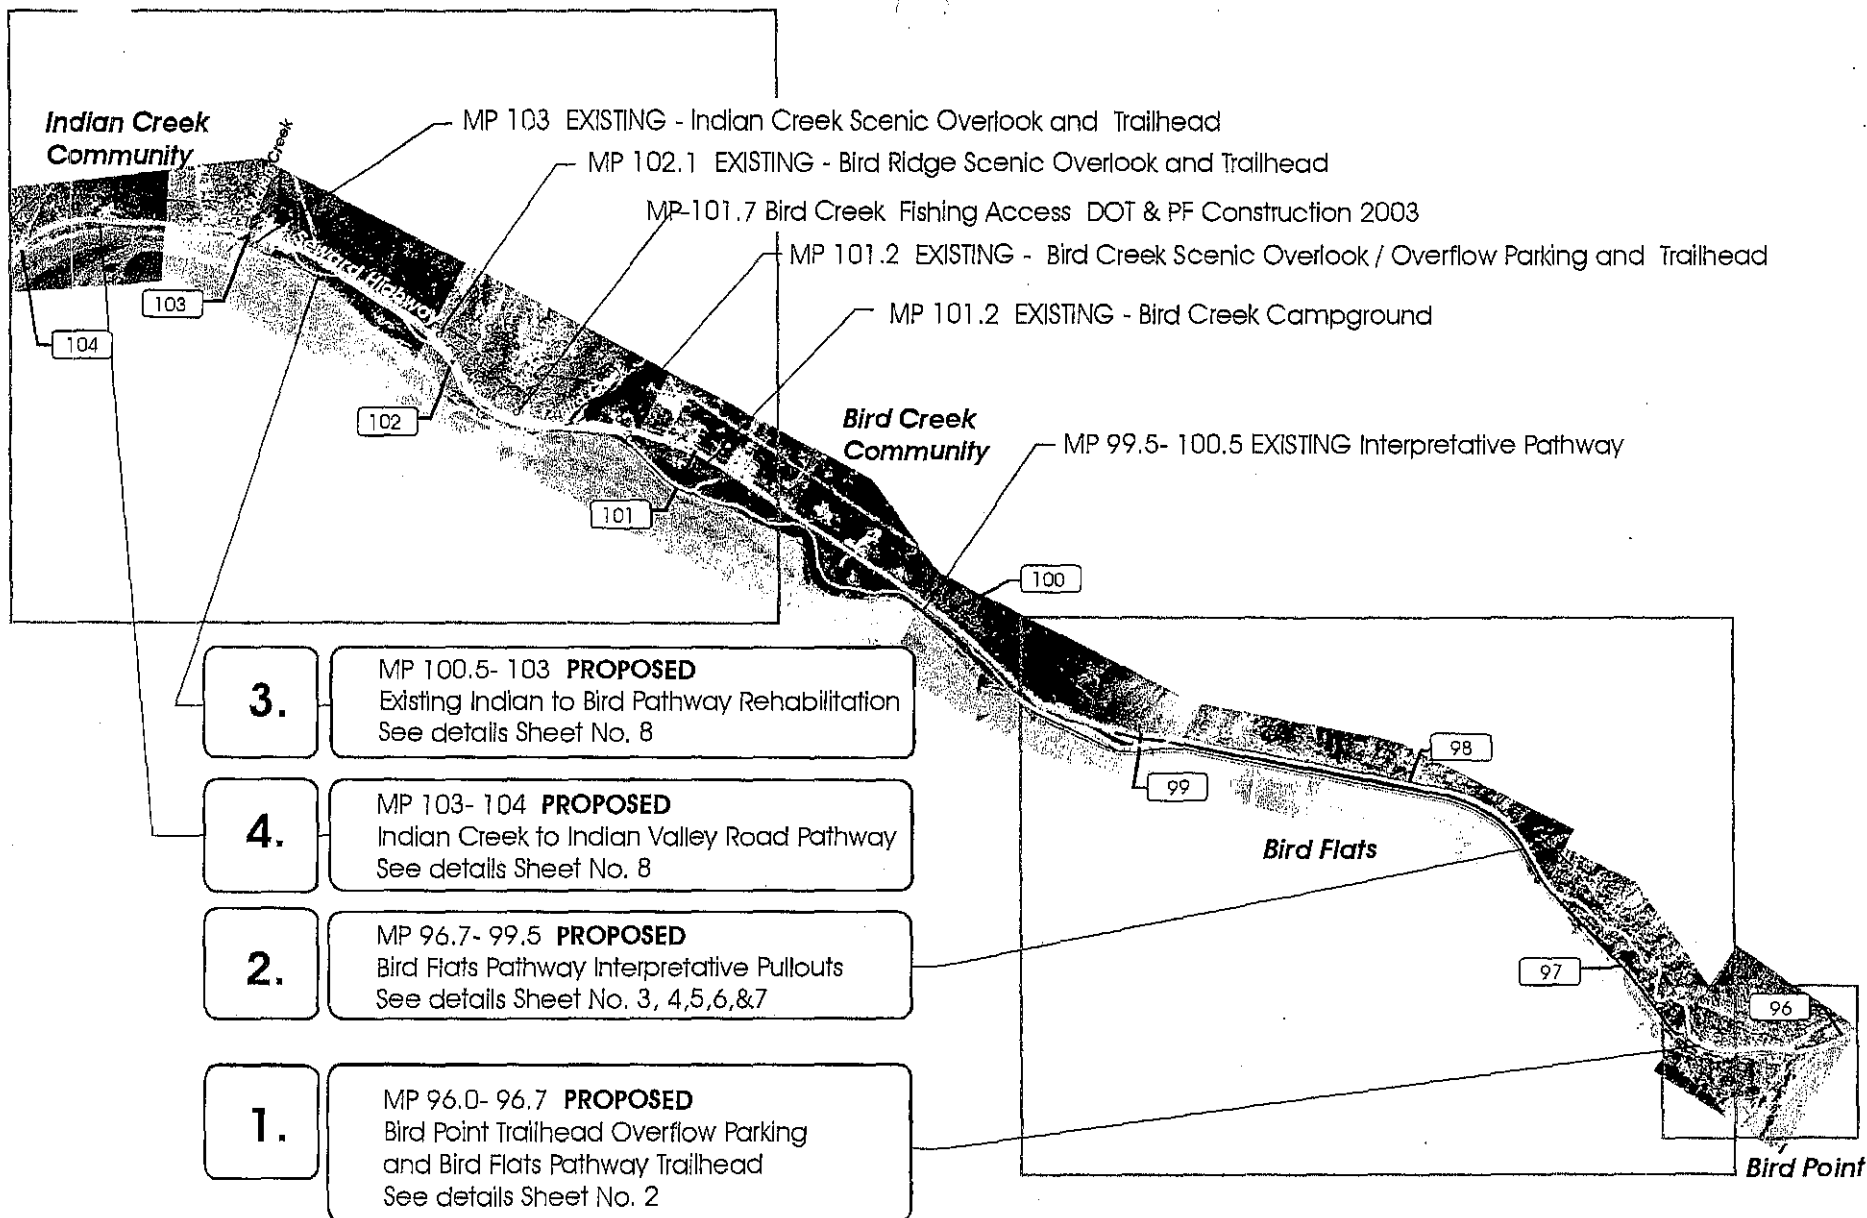 Indian Creek
Community
Creek
MP 103 EXISTING - Indian Creek Scenic Overlook and Trailhead
MP 102.1 EXISTING - Bird Ridge Scenic Overlook and Trailhead
MP-101.7 Bird Creek Fishing Access DOT & PF Construction 2003
MP 101.2 EXISTING - Bird Creek Scenic Overlook / Overflow Parking and Trailhead
MP 101.2 EXISTING - Bird Creek Campground
Seward Highway
103
104
102
Bird Creek
Community
MP 99.5- 100.5 EXISTING Interpretative Pathway
101
100
3.
MP 100.5- 103 PROPOSED
Existing Indian to Bird Pathway Rehabilitation
See details Sheet No. 8
98
99
4.
MP 103- 104 PROPOSED
Indian Creek to Indian Valley Road Pathway
See details Sheet No. 8
Bird Flats
2.
MP 96.7- 99.5 PROPOSED
Bird Flats Pathway Interpretative Pullouts
See details Sheet No. 3, 4,5,6,&7
97
96
1.
MP 96.0- 96.7 PROPOSED
Bird Point Trailhead Overflow Parking
and Bird Flats Pathway Trailhead
See details Sheet No. 2
Bird Point